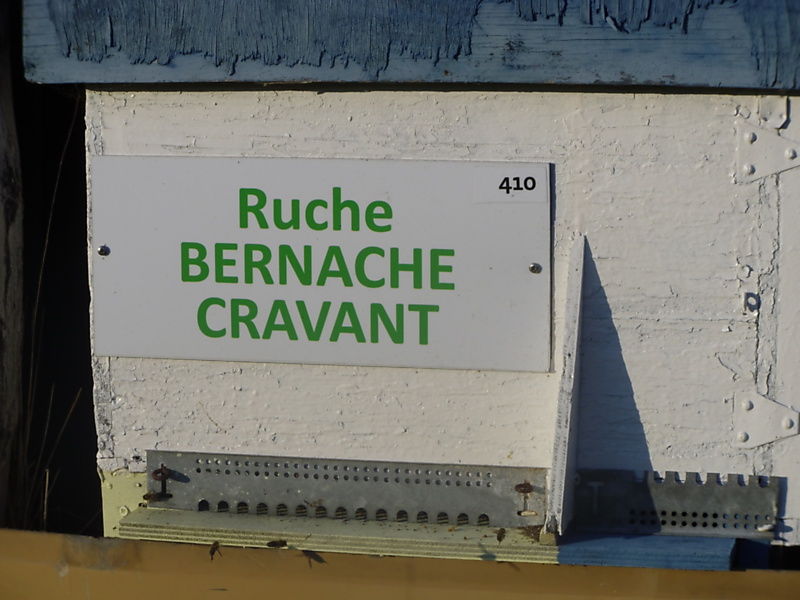 410
Ruche
BERNACHE
CRAVANT